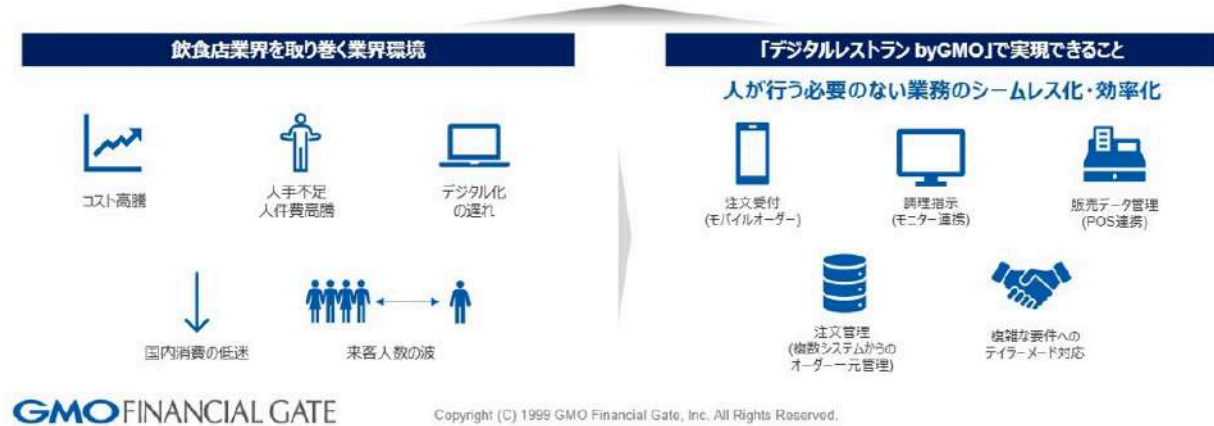 飲食店業界を取り巻く業界環境
コスト高騰
人手不足
人件費高騰
デジタル化
の遅れ
国内消費の低迷
来客人数の波
「デジタルレストラン byGMO」で実現できること
人が行う必要のない業務のシームレス化・効率化
注文受付
(モバイルオーダー)
調理指示
(モニター連携)
販売データ管理
(POS連携)
注文管理
(複数システムからの
オーダー一元管理)
複雑な要件への
テイラーメード対応
GMO FINANCIAL GATE
Copyright (C) 1999 GMO Financial Gate, Inc. All Rights Reserved.